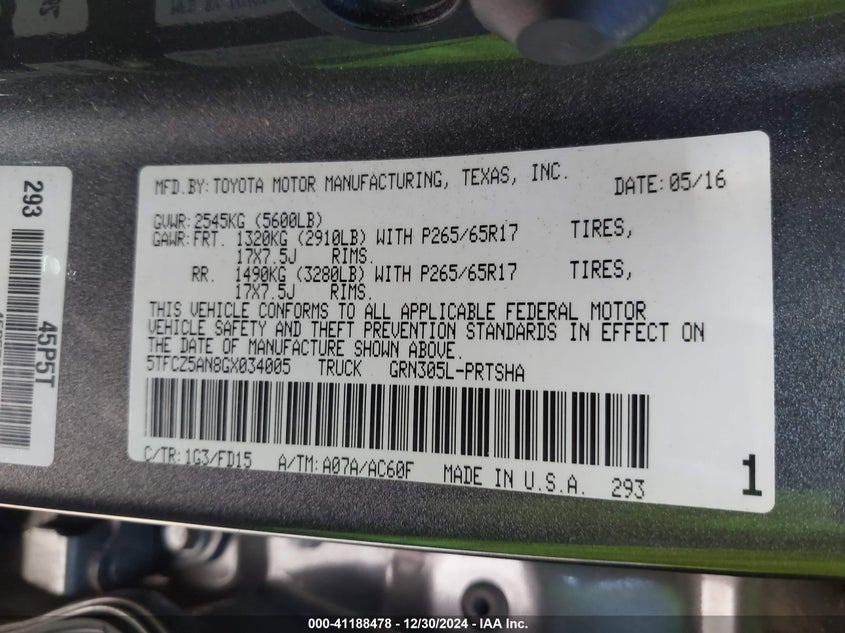 MFD.BY: TOYOTA MOTOR MANUFACTURING, TEXAS, INC. DATE: 05/16
GVWR: 2545KG (5600LB)
GAWR: FRT. 1320KG (2910LB) WITH P265/65R17 TIRES,
17X7.5J RIMS.
RR. 1490KG (3280LB) WITH P265/65R17 TIRES,
17X7.5J RIMS.
THIS VEHICLE CONFORMS TO ALL APPLICABLE FEDERAL MOTOR
VEHICLE SAFETY AND THEFT PREVENTION STANDARDS IN EFFECT ON
THE DATE OF MANUFACTURE SHOWN ABOVE.
5TFCZ5AN8GX034005 TRUCK GRN305L-PRTSHA
C/TR: 1G3/FD15 A/TM: A07A/AC60F MADE IN U.S.A. 293
1
293
45P5T
000-41188478 - 12/30/2024 - IAA Inc.